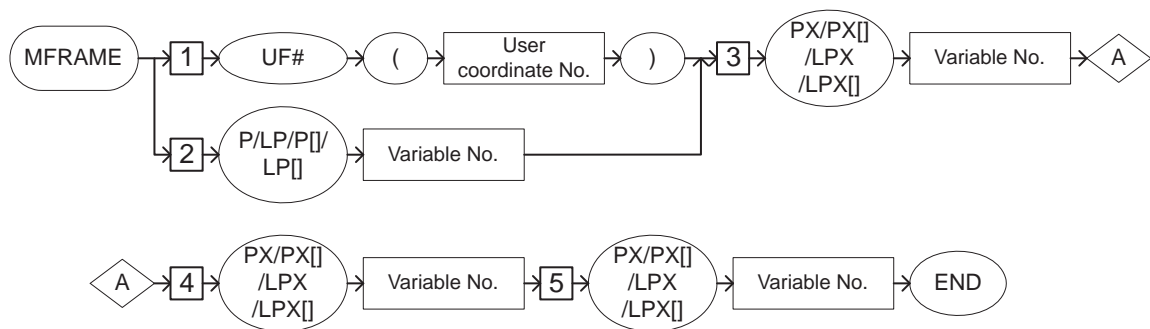 MFRAME
1
UF#
(
User
coordinate No.
)
3
PX/PX[]
/LPX
/LPX[]
Variable No.
A
2
P/LP/P[]/
LP[]
Variable No.
A
4
PX/PX[]
/LPX
/LPX[]
Variable No.
5
PX/PX[]
/LPX
/LPX[]
Variable No.
END